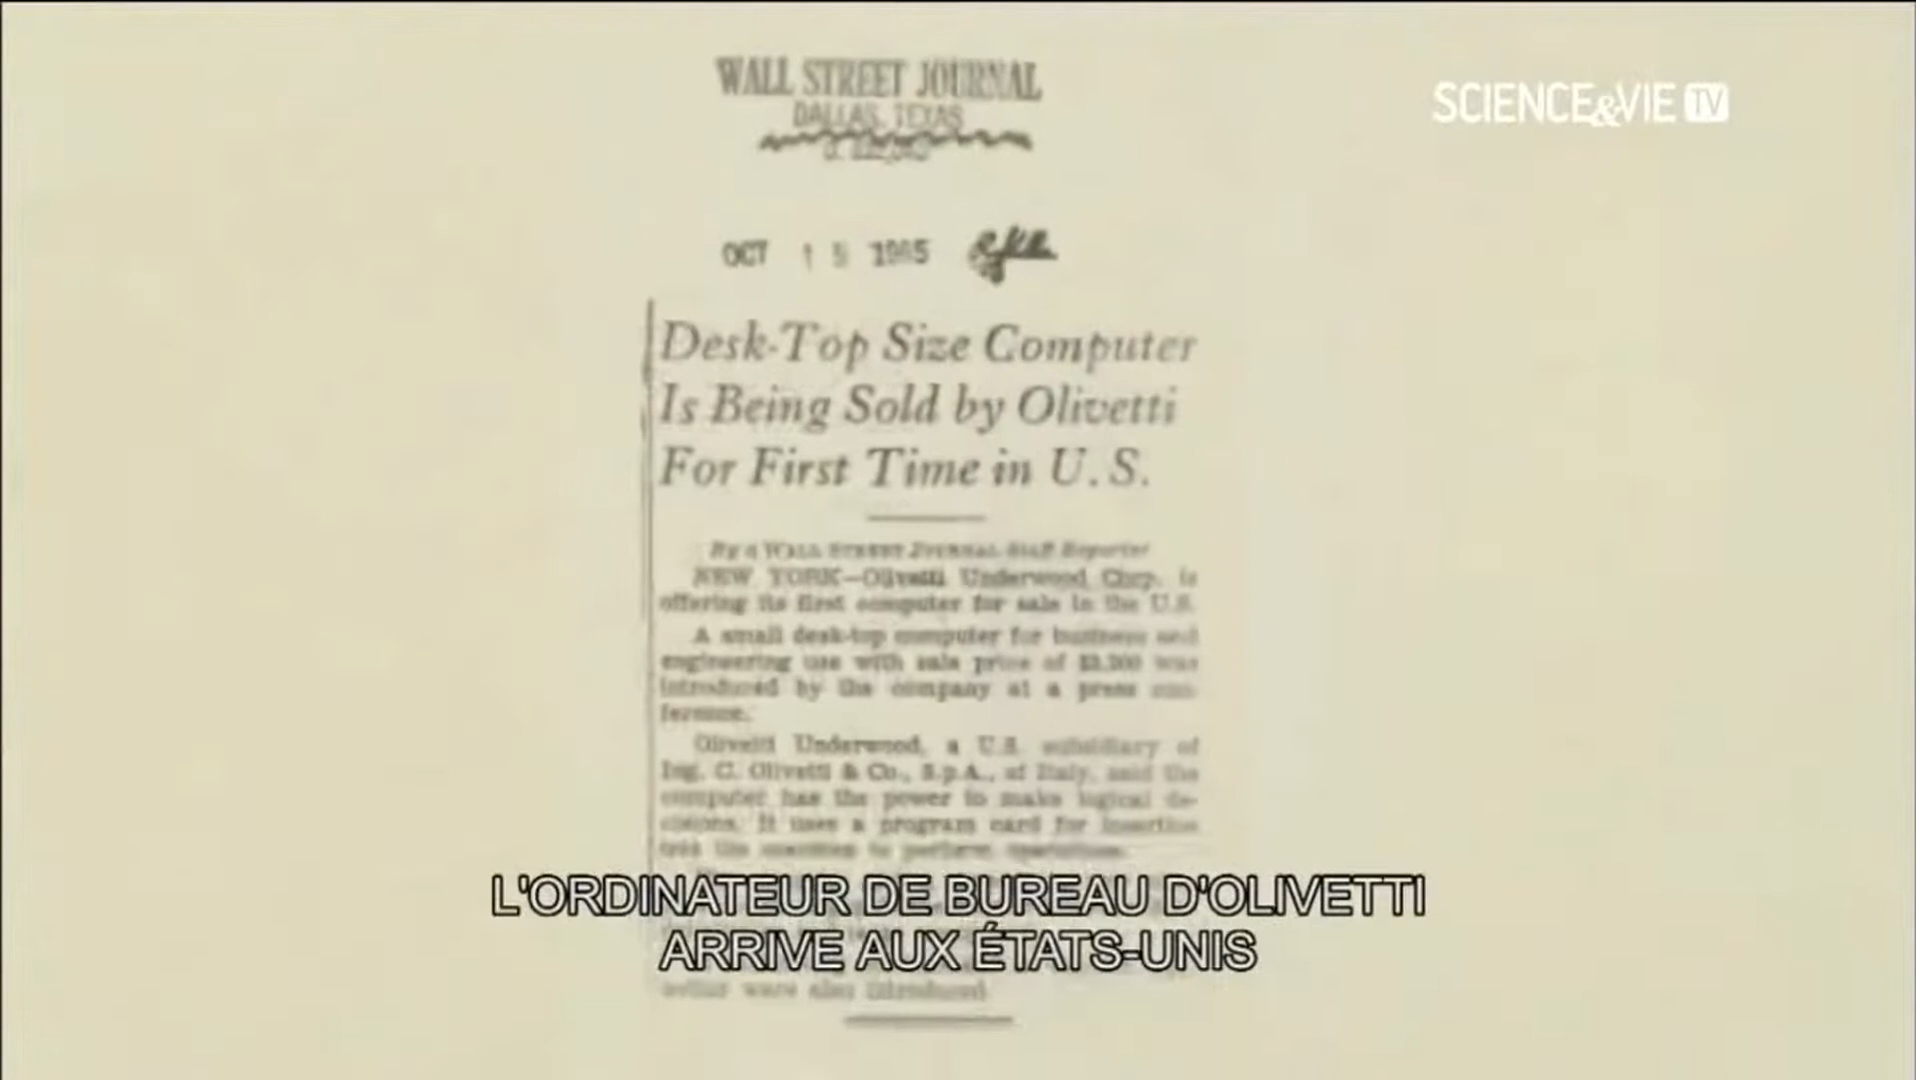 WALL STREET JOURNAL
DALLAS, TEXAS
SCIENCE&VIE TV
OCT 15 1965
Desk-Top Size Computer
Is Being Sold by Olivetti
For First Time in U.S.
By a WALL STREET JOURNAL Staff Reporter
NEW YORK—Olivetti Underwood Corp. is
offering its first computer for sale in the U.S.
A small desk-top computer for business and
engineering use with sale price of was
introduced by the company at a press con-
ference.
Olivetti Underwood, a U.S. subsidiary of
Ing. C. Olivetti & Co., S.p.A., of Italy, said the
computer has the power to make logical de-
cisions. It uses a program card for insertion
into the machine to perform operations.
L'ORDINATEUR DE BUREAU D'OLIVETTI
ARRIVE AUX ÉTATS-UNIS
were also introduced